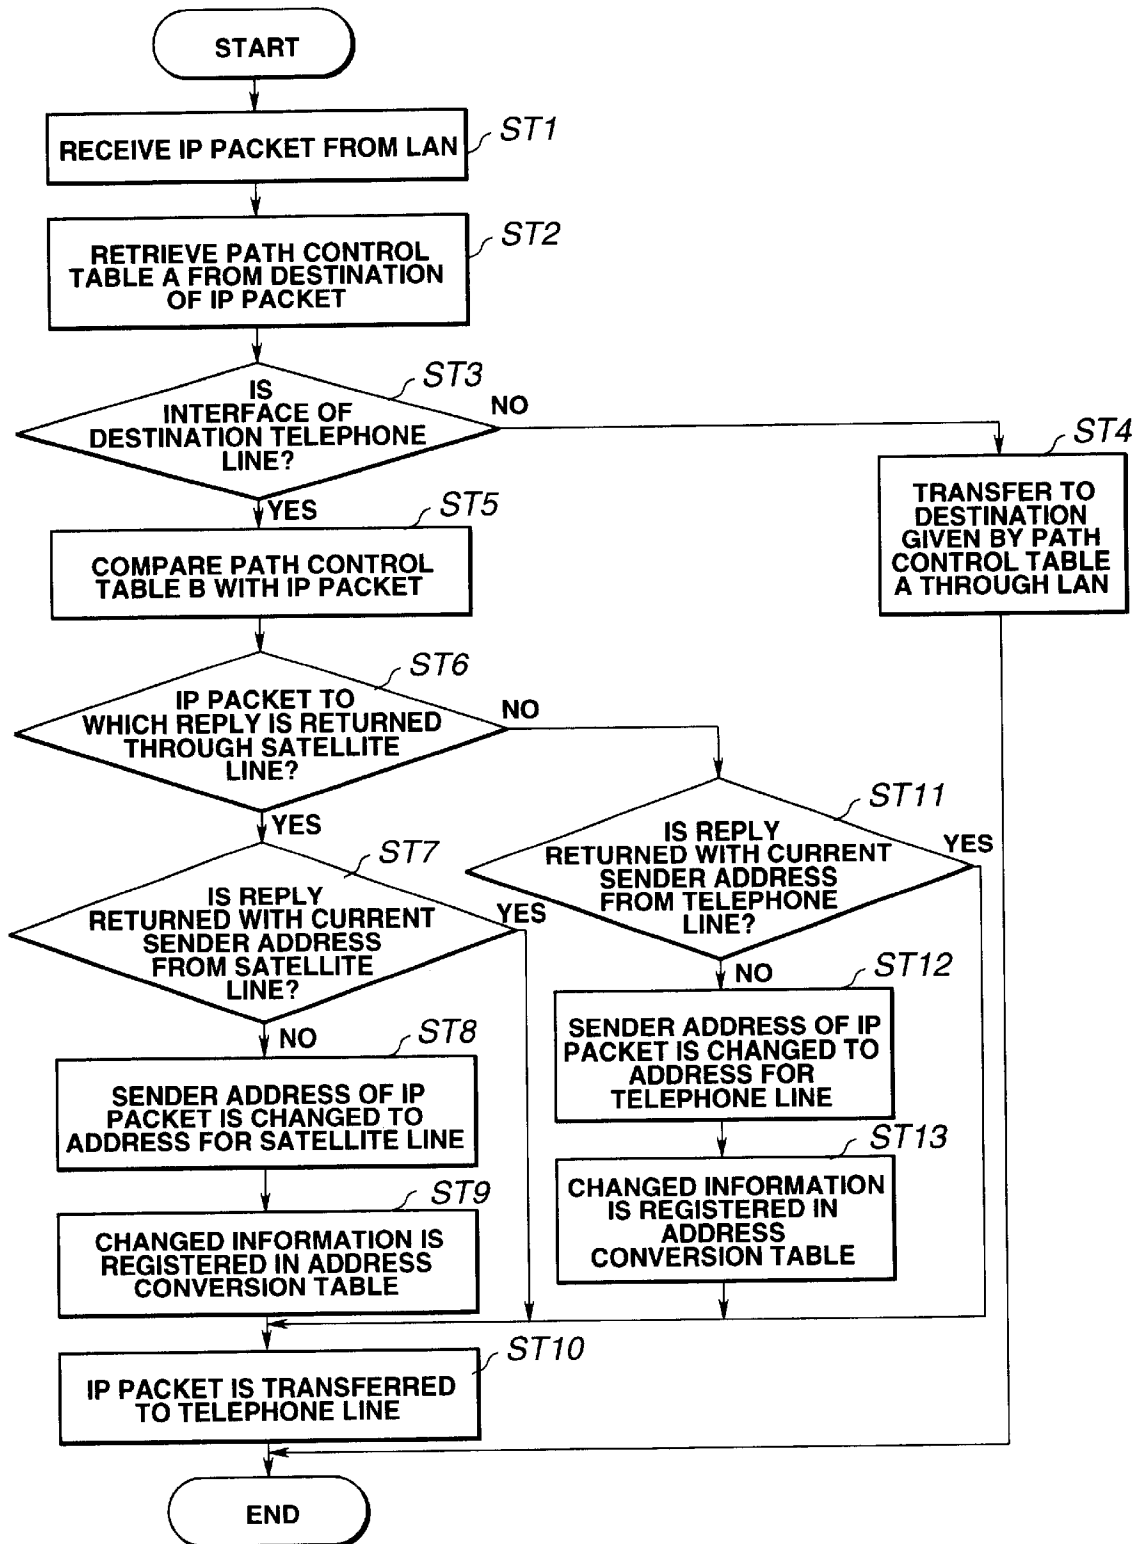 START
RECEIVE IP PACKET FROM LAN
ST1
RETRIEVE PATH CONTROL
TABLE A FROM DESTINATION
OF IP PACKET
ST2
IS
INTERFACE OF
DESTINATION TELEPHONE
LINE?
ST3
NO
YES
TRANSFER TO
DESTINATION
GIVEN BY PATH
CONTROL TABLE
A THROUGH LAN
ST4
COMPARE PATH CONTROL
TABLE B WITH IP PACKET
ST5
IP PACKET TO
WHICH REPLY IS RETURNED
THROUGH SATELLITE
LINE?
ST6
NO
YES
IS REPLY
RETURNED WITH CURRENT
SENDER ADDRESS
FROM SATELLITE
LINE?
ST7
YES
NO
IS REPLY
RETURNED WITH CURRENT
SENDER ADDRESS
FROM TELEPHONE
LINE?
ST11
YES
NO
SENDER ADDRESS OF IP
PACKET IS CHANGED TO
ADDRESS FOR SATELLITE LINE
ST8
SENDER ADDRESS OF IP
PACKET IS CHANGED TO
ADDRESS FOR
TELEPHONE LINE
ST12
CHANGED INFORMATION IS
REGISTERED IN ADDRESS
CONVERSION TABLE
ST9
CHANGED INFORMATION
IS REGISTERED IN
ADDRESS
CONVERSION TABLE
ST13
IP PACKET IS TRANSFERRED
TO TELEPHONE LINE
ST10
END